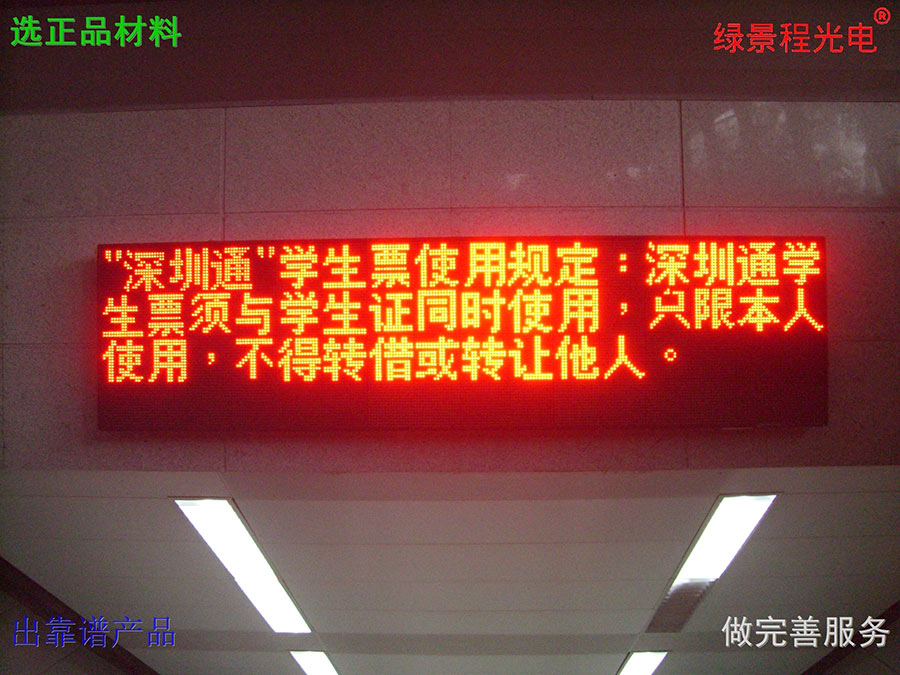 选正品材料
绿景程光电®
"深圳通"学生票使用规定：深圳通学
生票须与学生证同时使用，只限本人
使用，不得转借或转让他人。
出靠谱产品
做完善服务